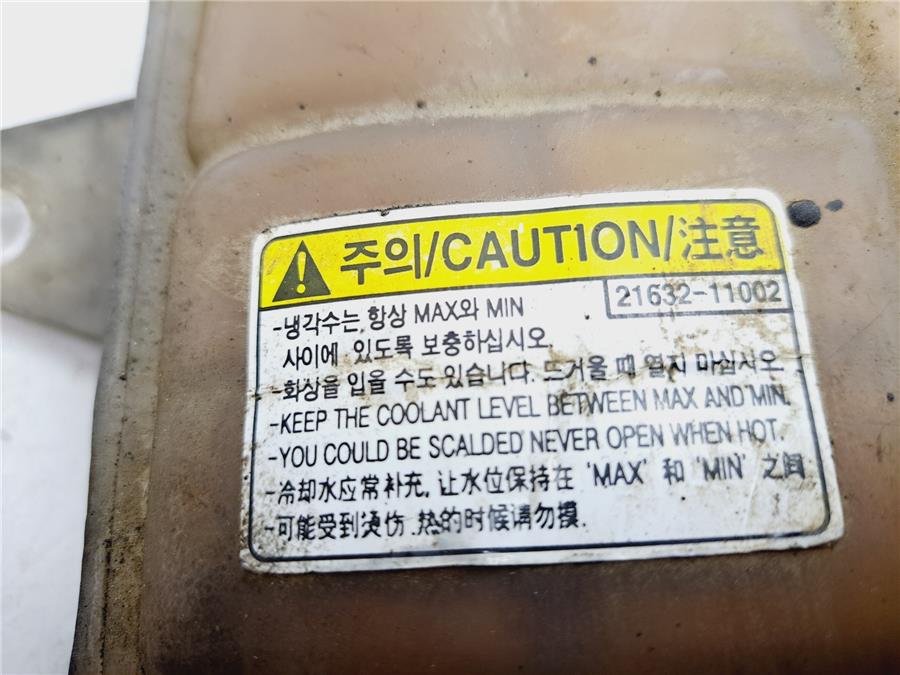 주의/CAUTION/注意
21632-11002
-냉각수는 항상 MAX와 MIN
사이에 있도록 보충하십시오.
-화상을 입을 수도 있습니다. 뜨거울 때 열지 마십시오
-KEEP THE COOLANT LEVEL BETWEEN MAX AND MIN.
-YOU COULD BE SCALDED NEVER OPEN WHEN HOT.
-冷却水应常补充, 让水位保持在 'MAX' 和 'MIN' 之间
-可能受到烫伤 .热的时候请勿摸.